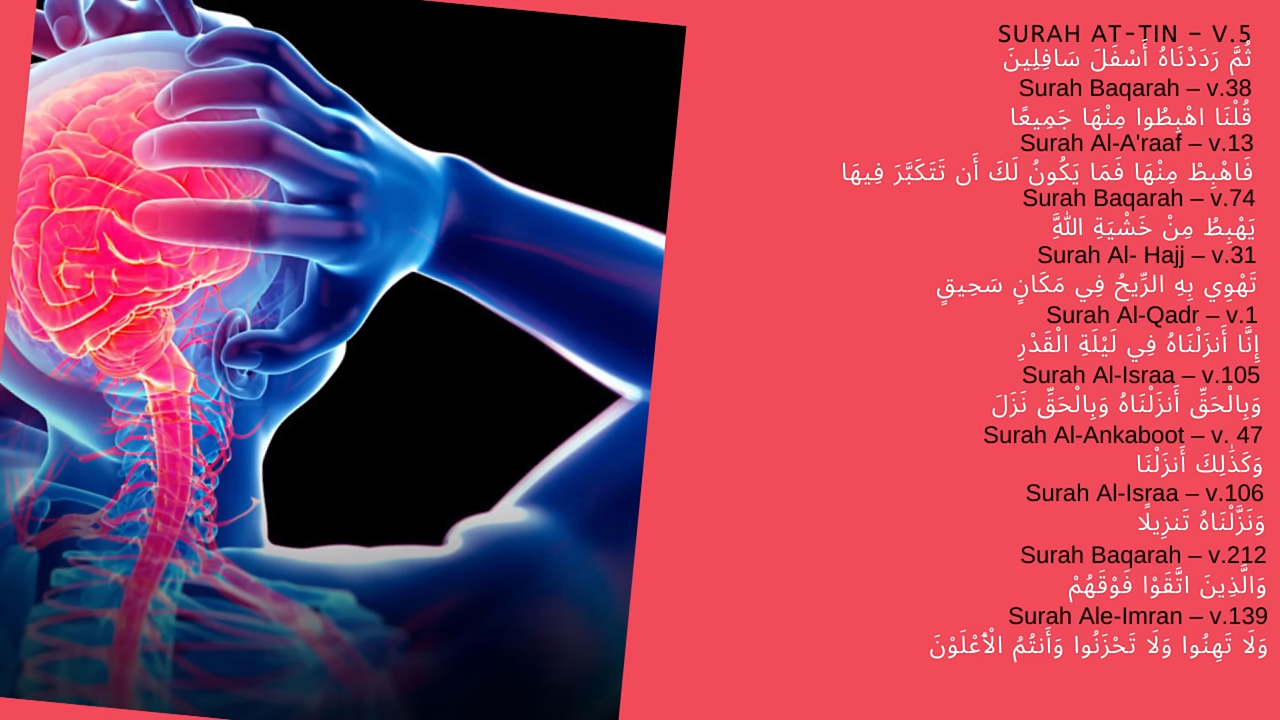 SURAH AT-TIN – V.5
ثُمَّ رَدَدْنَاهُ أَسْفَلَ سَافِلِينَ
Surah Baqarah – v.38
قُلْنَا اهْبِطُوا مِنْهَا جَمِيعًا
Surah Al-A'raaf – v.13
فَاهْبِطْ مِنْهَا فَمَا يَكُونُ لَكَ أَن تَتَكَبَّرَ فِيهَا
Surah Baqarah – v.74
يَهْبِطُ مِنْ خَشْيَةِ اللَّهِ
Surah Al- Hajj – v.31
تَهْوِي بِهِ الرِّيحُ فِي مَكَانٍ سَحِيقٍ
Surah Al-Qadr – v.1
إِنَّا أَنزَلْنَاهُ فِي لَيْلَةِ الْقَدْرِ
Surah Al-Israa – v.105
وَبِالْحَقِّ أَنزَلْنَاهُ وَبِالْحَقِّ نَزَلَ
Surah Al-Ankaboot – v. 47
وَكَذَٰلِكَ أَنزَلْنَا
Surah Al-Israa – v.106
وَنَزَّلْنَاهُ تَنزِيلًا
Surah Baqarah – v.212
وَالَّذِينَ اتَّقَوْا فَوْقَهُمْ
Surah Ale-Imran – v.139
وَلَا تَهِنُوا وَلَا تَحْزَنُوا وَأَنتُمُ الْأَعْلَوْنَ